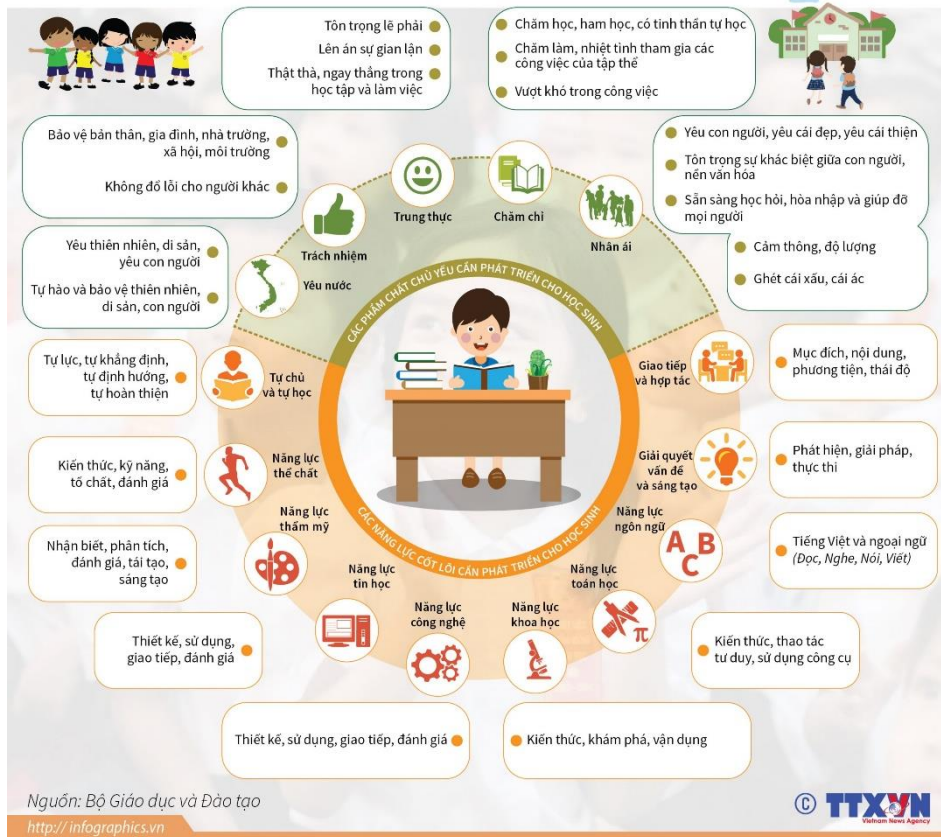 Tôn trọng lẽ phải
Lên án sự gian lận
Thật thà, ngay thẳng trong
học tập và làm việc
Chăm học, ham học, có tinh thần tự học
Chăm làm, nhiệt tình tham gia các
công việc của tập thể
Vượt khó trong công việc
Bảo vệ bản thân, gia đình, nhà trường,
xã hội, môi trường
Không đổ lỗi cho người khác
Yêu con người, yêu cái đẹp, yêu cái thiện
Tôn trọng sự khác biệt giữa con người,
nền văn hóa
Sẵn sàng học hỏi, hòa nhập và giúp đỡ
mọi người
Cảm thông, độ lượng
Ghét cái xấu, cái ác
Yêu thiên nhiên, di sản,
yêu con người
Tự hào và bảo vệ thiên nhiên,
di sản, con người
Yêu nước
Trách nhiệm
Trung thực
Chăm chỉ
Nhân ái
CÁC PHẨM CHẤT CHỦ YẾU CẦN PHÁT TRIỂN CHO HỌC SINH
Tự lực, tự khẳng định,
tự định hướng,
tự hoàn thiện
Tự chủ
và tự học
Giao tiếp
và hợp tác
Mục đích, nội dung,
phương tiện, thái độ
Kiến thức, kỹ năng,
tố chất, đánh giá
Năng lực
thể chất
Giải quyết
vấn đề
và sáng tạo
Phát hiện, giải pháp,
thực thi
Nhận biết, phân tích,
đánh giá, tái tạo,
sáng tạo
Năng lực
thẩm mỹ
Năng lực
ngôn ngữ
A B
C
Tiếng Việt và ngoại ngữ
(Đọc, Nghe, Nói, Viết)
CÁC NĂNG LỰC CỐT LÕI CẦN PHÁT TRIỂN CHO HỌC SINH
Thiết kế, sử dụng,
giao tiếp, đánh giá
Năng lực
tin học
Năng lực
công nghệ
Năng lực
khoa học
Năng lực
toán học
π
Kiến thức, thao tác
tư duy, sử dụng công cụ
Thiết kế, sử dụng, giao tiếp, đánh giá
Kiến thức, khám phá, vận dụng
Nguồn: Bộ Giáo dục và Đào tạo
© TTXVN
Vietnam News Agency
http://infographics.vn